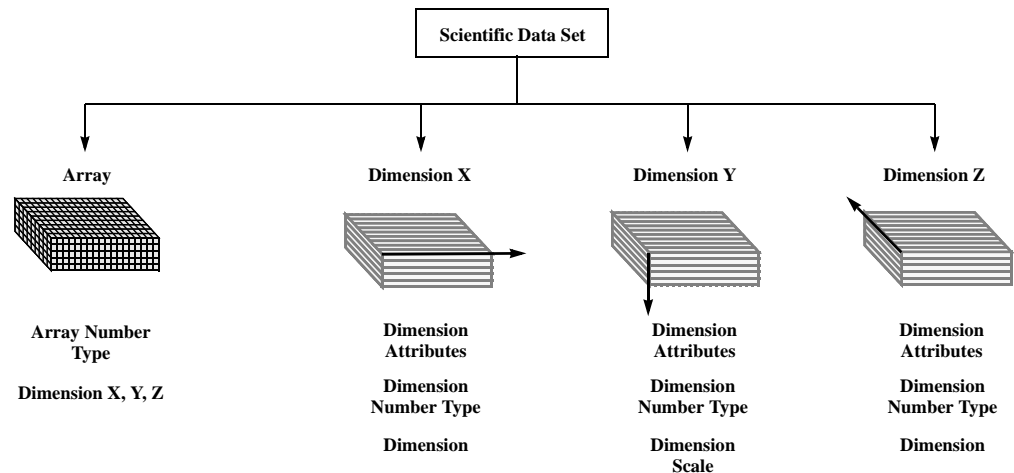 Scientific Data Set
Array
Dimension X
Dimension Y
Dimension Z
Array Number
Type
Dimension X, Y, Z
Dimension
Attributes
Dimension
Number Type
Dimension
Dimension
Attributes
Dimension
Number Type
Dimension
Scale
Dimension
Attributes
Dimension
Number Type
Dimension